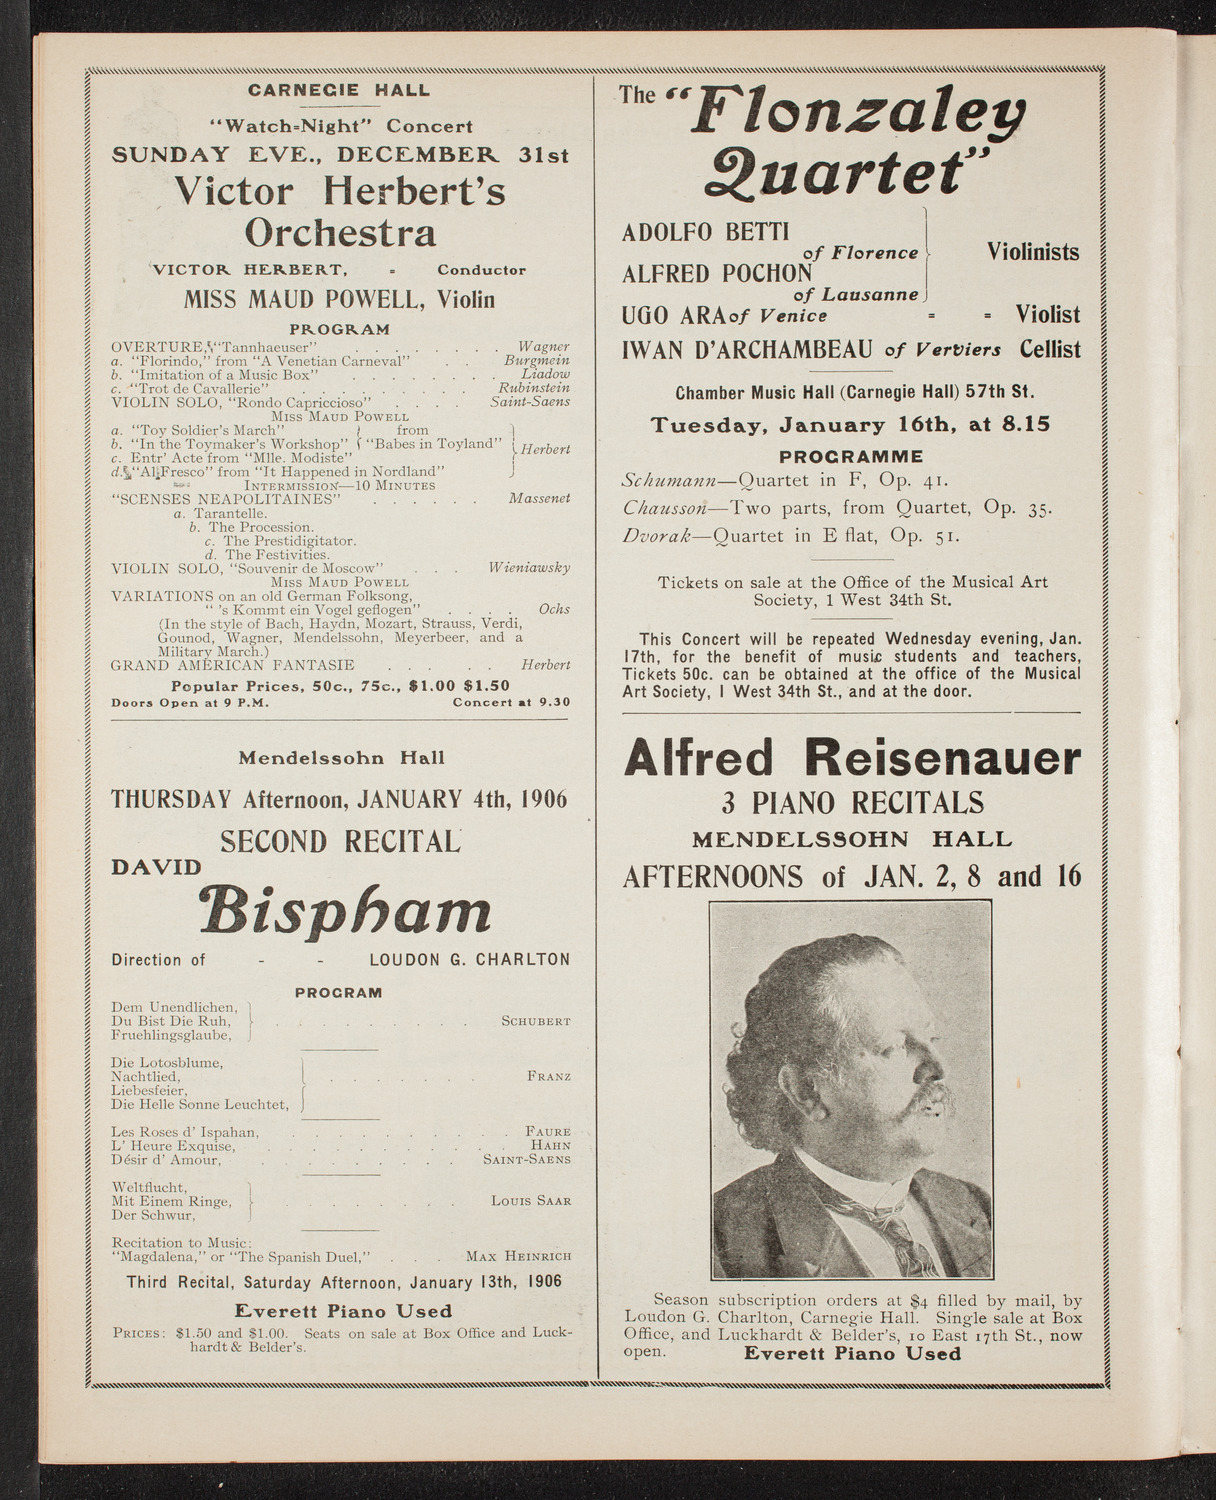 CARNEGIE HALL
"Watch-Night" Concert
SUNDAY EVE., DECEMBER 31st
Victor Herbert's
Orchestra
VICTOR HERBERT, - Conductor
MISS MAUD POWELL, Violin
PROGRAM
OVERTURE, "Tannhaeuser" . . . . . . . . Wagner
a. "Florindo," from "A Venetian Carneval" . . Burgmein
b. "Imitation of a Music Box" . . . . . . . Liadow
c. "Trot de Cavallerie" . . . . . . . . . Rubinstein
VIOLIN SOLO, "Rondo Capriccioso" . . . . Saint-Saens
MISS MAUD POWELL
a. "Toy Soldier's March" } from
b. "In the Toymaker's Workshop" { "Babes in Toyland"
c. Entr' Acte from "Mlle. Modiste" } Herbert
d. "Al Fresco" from "It Happened in Nordland"
INTERMISSION—10 MINUTES
"SCENSES NEAPOLITAINES" . . . . . . Massenet
a. Tarantelle.
b. The Procession.
c. The Prestidigitator.
d. The Festivities.
VIOLIN SOLO, "Souvenir de Moscow" . . . Wieniawsky
MISS MAUD POWELL
VARIATIONS on an old German Folksong,
" 's Kommt ein Vogel geflogen" . . . . Ochs
(In the style of Bach, Haydn, Mozart, Strauss, Verdi,
Gounod, Wagner, Mendelssohn, Meyerbeer, and a
Military March.)
GRAND AMERICAN FANTASIE . . . . . Herbert
Popular Prices, 50c., 75c., $1.00 $1.50
Doors Open at 9 P.M. Concert at 9.30
Mendelssohn Hall
THURSDAY Afternoon, JANUARY 4th, 1906
SECOND RECITAL
DAVID
Bispham
Direction of - - LOUDON G. CHARLTON
PROGRAM
Dem Unendlichen,
Du Bist Die Ruh, } . . . . . . . . SCHUBERT
Fruehlingsglaube,
Die Lotosblume,
Nachtlied, } . . . . . . . FRANZ
Liebesfeier,
Die Helle Sonne Leuchtet,
Les Roses d' Ispahan, . . . . . . . . . FAURE
L' Heure Exquise, . . . . . . . . . . HAHN
Désir d' Amour, . . . . . . . . SAINT-SAENS
Weltflucht,
Mit Einem Ringe, } . . . . . . . LOUIS SAAR
Der Schwur,
Recitation to Music:
"Magdalena," or "The Spanish Duel," . . . MAX HEINRICH
Third Recital, Saturday Afternoon, January 13th, 1906
Everett Piano Used
PRICES: $1.50 and $1.00. Seats on sale at Box Office and Luck-
hardt & Belder's.
The "Flonzaley
Quartet"
ADOLFO BETTI
of Florence
ALFRED POCHON } Violinists
of Lausanne
UGO ARA of Venice - - Violist
IWAN D'ARCHAMBEAU of Verviers Cellist
Chamber Music Hall (Carnegie Hall) 57th St.
Tuesday, January 16th, at 8.15
PROGRAMME
Schumann—Quartet in F, Op. 41.
Chausson—Two parts, from Quartet, Op. 35.
Dvorak—Quartet in E flat, Op. 51.
Tickets on sale at the Office of the Musical Art
Society, 1 West 34th St.
This Concert will be repeated Wednesday evening, Jan.
17th, for the benefit of music students and teachers,
Tickets 50c. can be obtained at the office of the Musical
Art Society, 1 West 34th St., and at the door.
Alfred Reisenauer
3 PIANO RECITALS
MENDELSSOHN HALL
AFTERNOONS of JAN. 2, 8 and 16
Season subscription orders at $4 filled by mail, by
Loudon G. Charlton, Carnegie Hall. Single sale at Box
Office, and Luckhardt & Belder's, 10 East 17th St., now
open. Everett Piano Used